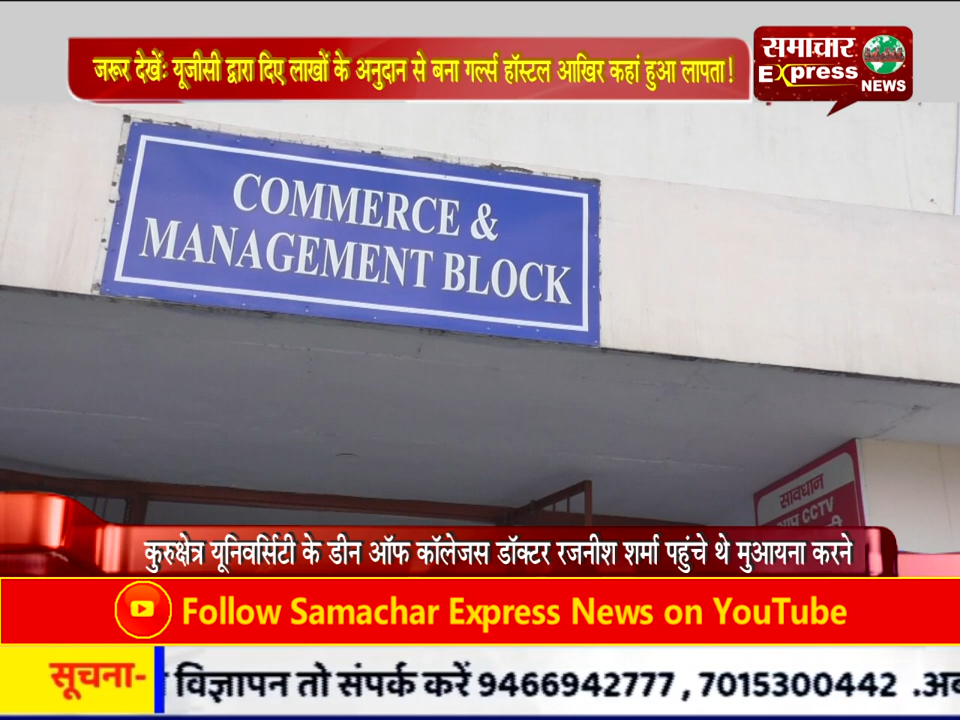 जरूर देखेंः यूजीसी द्वारा दिए लाखों के अनुदान से बना गर्ल्स हॉस्टल आखिर कहां हुआ लापता!
समाचार
Express
NEWS
COMMERCE &
MANAGEMENT BLOCK
सावधान
आप CCTV
कुरुक्षेत्र यूनिवर्सिटी के डीन ऑफ कॉलेजस डॉक्टर रजनीश शर्मा पहुंचे थे मुआयना करने
Follow Samachar Express News on YouTube
सूचना- विज्ञापन तो संपर्क करें 9466942777 , 7015300442 .अ